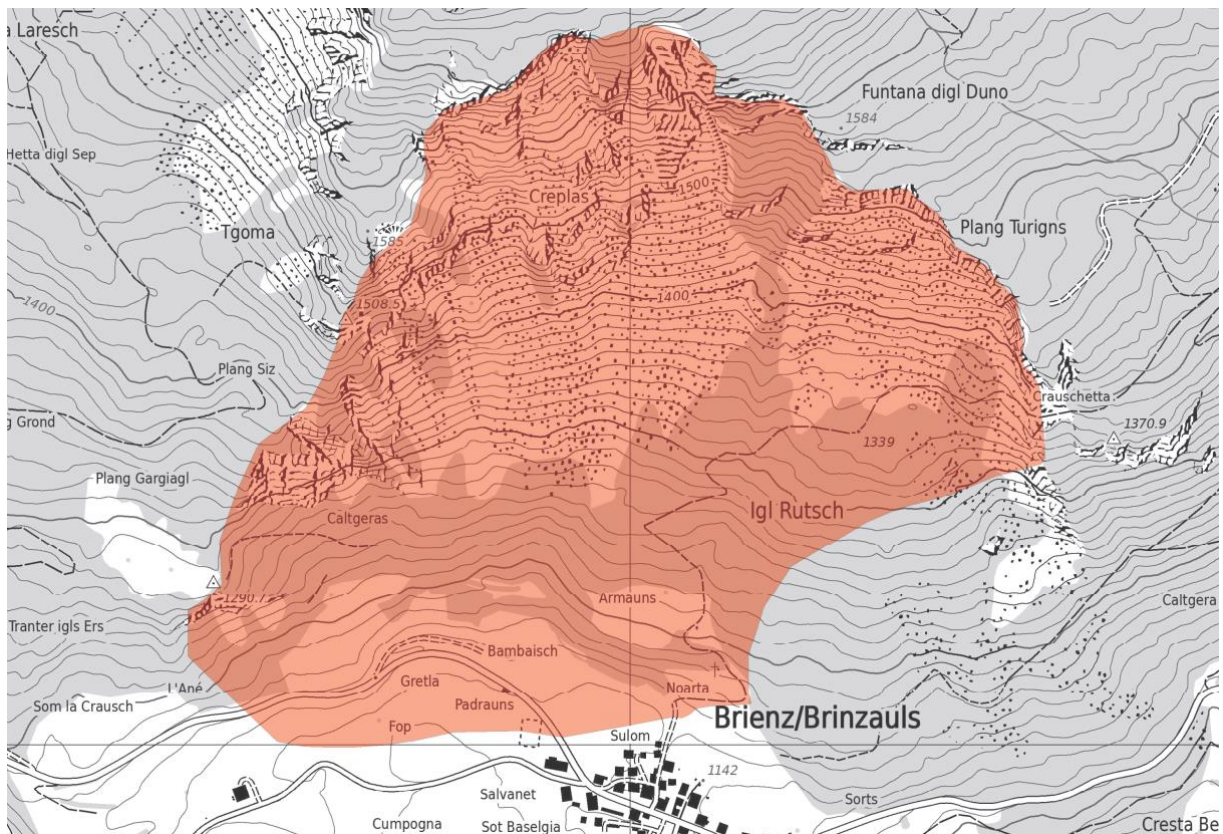 a Laresch
Funtana digl Duno
1584
Hetta digl Sep
1500
Creplas
Tgoma
Plang Turigns
1585
1400
1508.5
1400
Plang Siz
Crauschetta
g Grond
1370.9
1339
Plang Gargiagl
Igl Rutsch
Caltgeras
1290.7
Armauns
Caltgera
Tranter igls Ers
Bambaisch
Gretla
Noarta
L'Ané
Padrauns
Som la Crausch
Brienz/Brinzauls
Fop
Sulom
1142
Salvanet
Sorts
Cumpogna
Sot Baselgia
Cresta Be